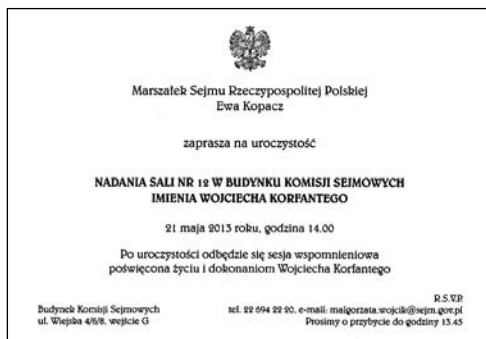 Marszałek Sejmu Rzeczypospolitej Polskiej
Ewa Kopacz
zaprasza na uroczystość
NADANIA SALI NR 12 W BUDYNKU KOMISJI SEJMOWYCH
IMIENIA WOJCIECHA KORFANTEGO
21 maja 2013 roku, godzina 14.00
Po uroczystości odbędzie się sesja wspomnieniowa
poświęcona życiu i dokonaniom Wojciecha Korfantego
R.S.V.P.
Budynek Komisji Sejmowych tel. 22 694 22 20, e-mail: malgorzata.wojcik@sejm.gov.pl
ul. Wiejska 4/6/8, wejście G Prosimy o przybycie do godziny 13.45